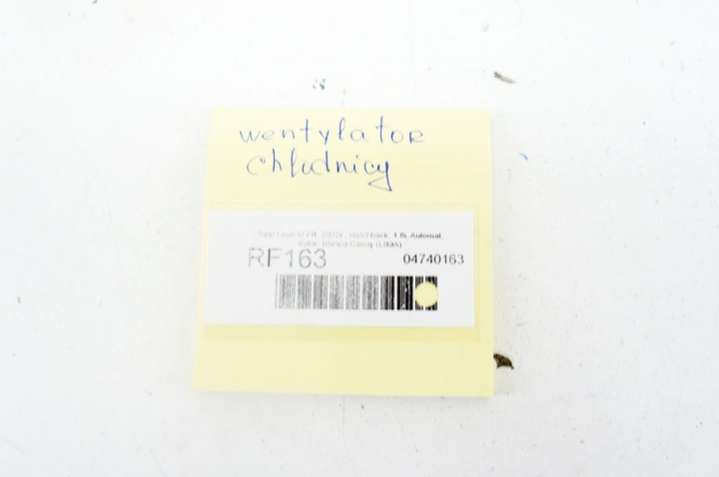 wentylator
chłodnicy
Hatchback, 1.8i, Automat
RF163
04740163